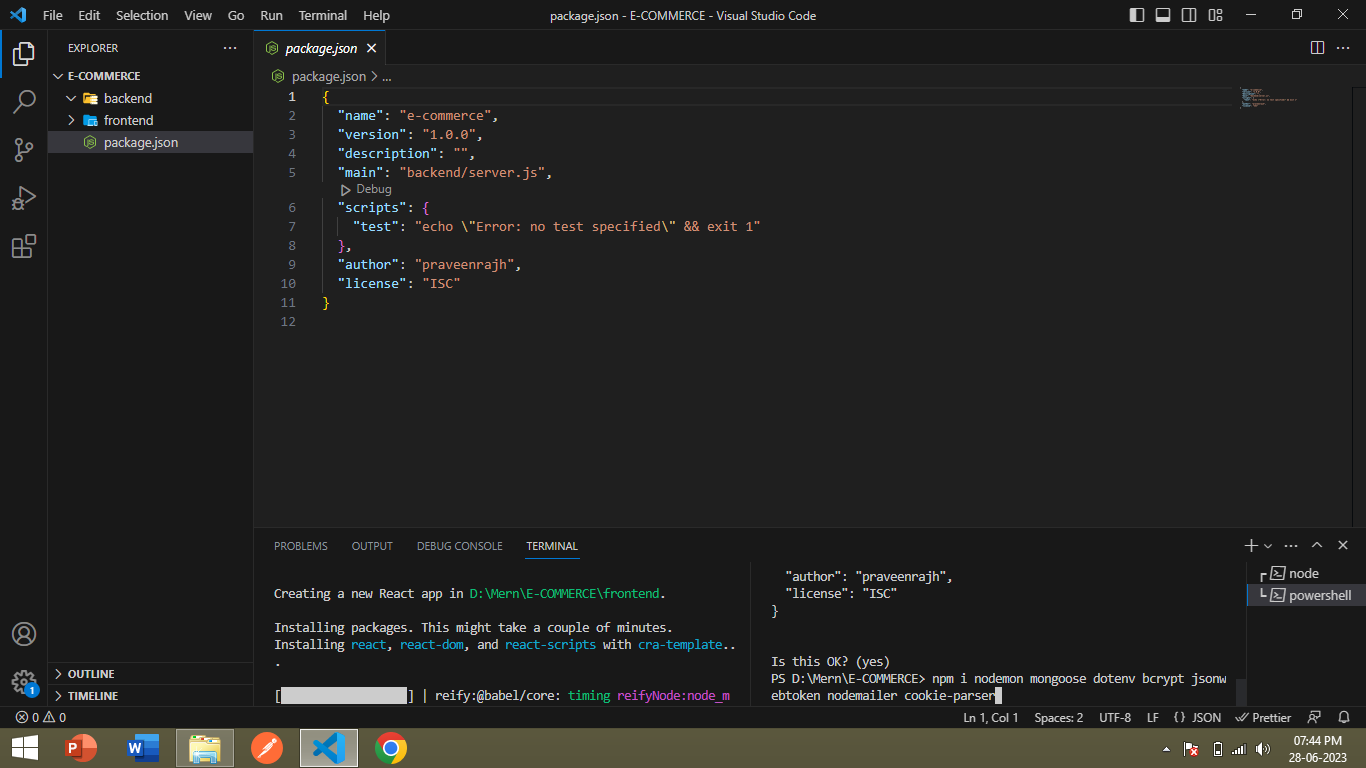 File Edit Selection View Go Run Terminal Help
package.json - E-COMMERCE - Visual Studio Code
EXPLORER
E-COMMERCE
backend
frontend
package.json
OUTLINE
TIMELINE
1
package.json
package.json > ...
1 {
2 "name": "e-commerce",
3 "version": "1.0.0",
4 "description": "",
5 "main": "backend/server.js",
Debug
6 "scripts": {
7 "test": "echo \"Error: no test specified\" && exit 1"
8 },
9 "author": "praveenrajh",
10 "license": "ISC"
11 }
12
PROBLEMS OUTPUT DEBUG CONSOLE TERMINAL
Creating a new React app in D:\Mern\E-COMMERCE\frontend.
Installing packages. This might take a couple of minutes.
Installing react, react-dom, and react-scripts with cra-template..
.
[ ] | reify:@babel/core: timing reifyNode:node_m
"author": "praveenrajh",
"license": "ISC"
}
Is this OK? (yes)
PS D:\Mern\E-COMMERCE> npm i nodemon mongoose dotenv bcrypt jsonw
ebtoken nodemailer cookie-parser
node
powershell
0 0
Ln 1, Col 1 Spaces: 2 UTF-8 LF {} JSON Prettier
07:44 PM
28-06-2023